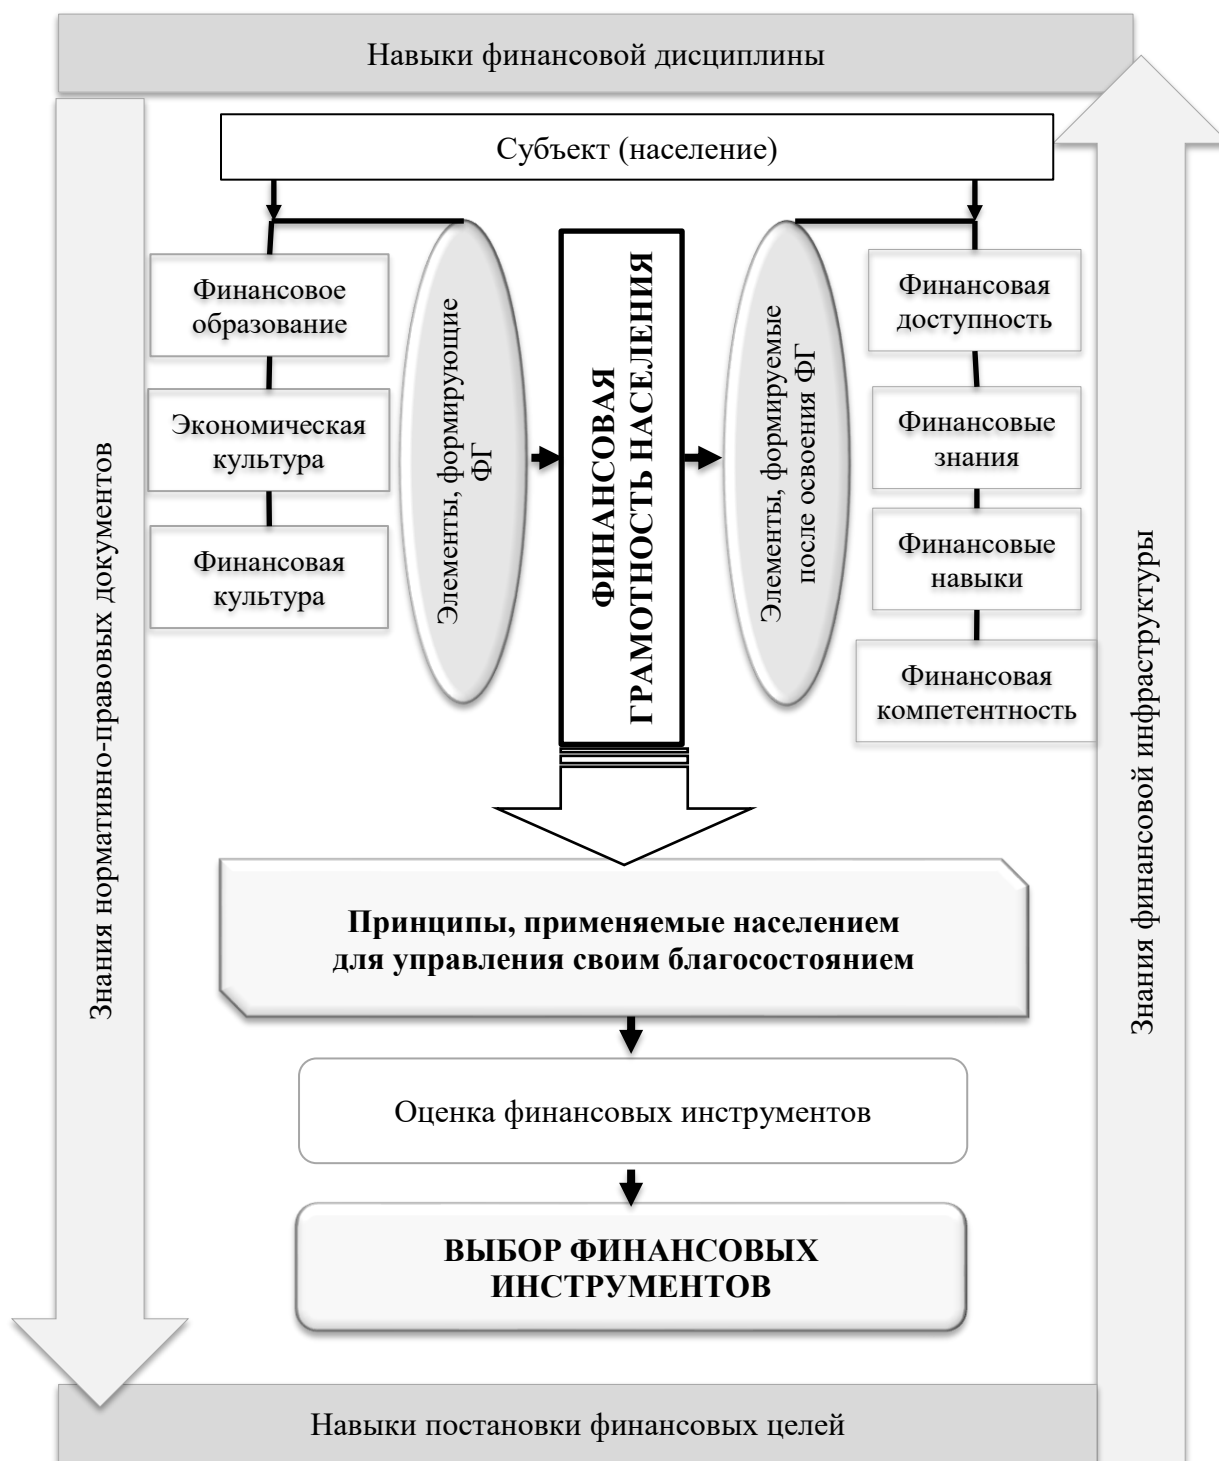 Навыки финансовой дисциплины
Субъект (население)
Финансовое
образование
Экономическая
культура
Финансовая
культура
Элементы, формирующие
ФГ
ФИНАНСОВАЯ
ГРАМОТНОСТЬ НАСЕЛЕНИЯ
Элементы, формируемые
после освоения ФГ
Финансовая
доступность
Финансовые
знания
Финансовые
навыки
Финансовая
компетентность
Знания нормативно-правовых документов
Знания финансовой инфраструктуры
Принципы, применяемые населением
для управления своим благосостоянием
Оценка финансовых инструментов
ВЫБОР ФИНАНСОВЫХ
ИНСТРУМЕНТОВ
Навыки постановки финансовых целей